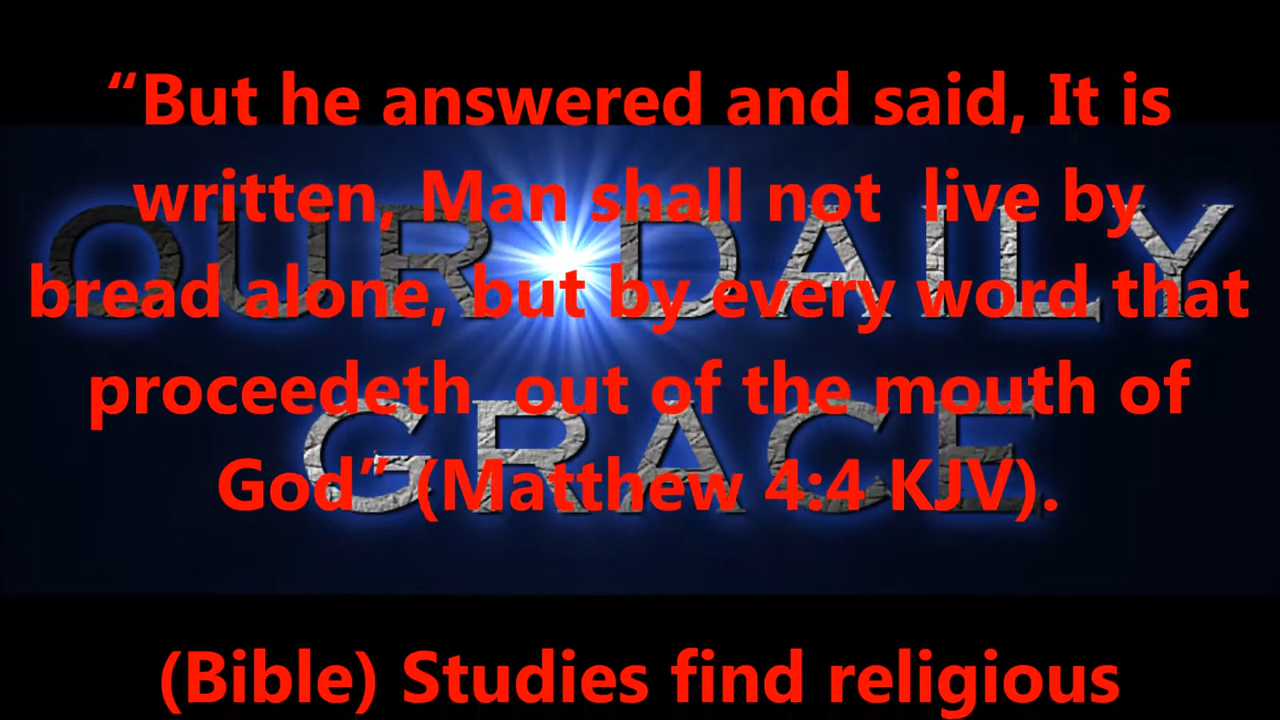 “But he answered and said, It is
written, Man shall not live by
OUR DAILY
bread alone, but by every word that
proceedeth out of the mouth of
GRACE
God” (Matthew 4:4 KJV).
(Bible) Studies find religious